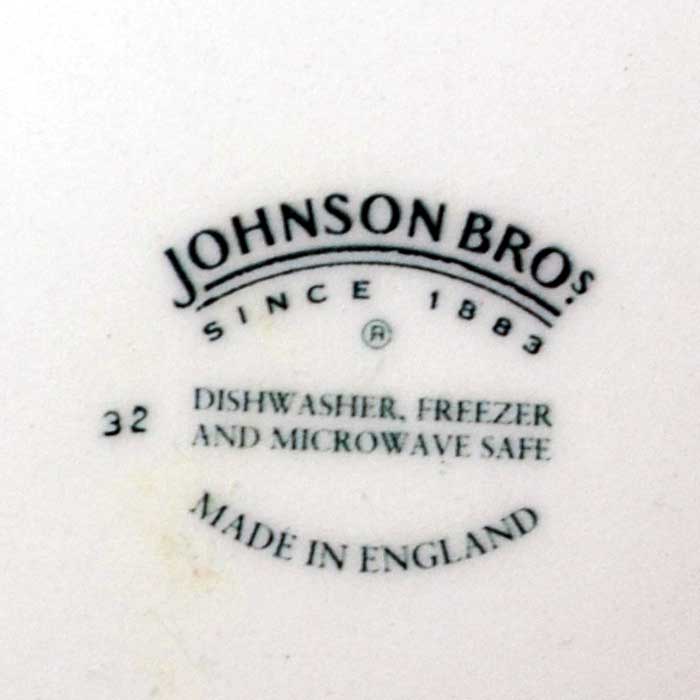 JOHNSON BROS.
SINCE 1883
®
32
DISHWASHER, FREEZER
AND MICROWAVE SAFE
MADE IN ENGLAND